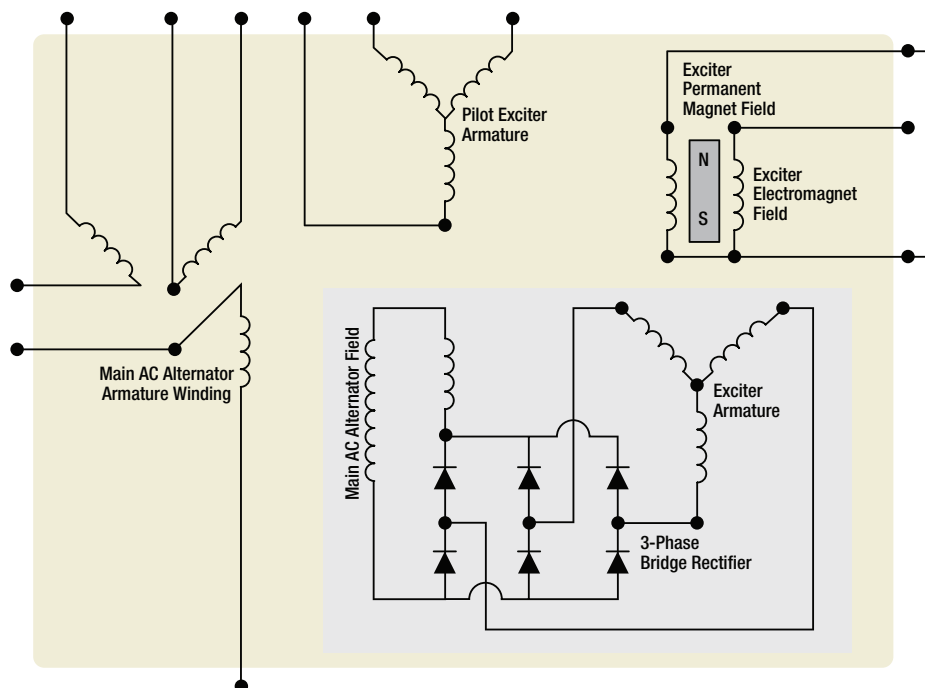 Exciter
Permanent
Magnet Field
Pilot Exciter
Armature
N
S
Exciter
Electromagnet
Field
Main AC Alternator
Armature Winding
Main AC Alternator Field
Exciter
Armature
3-Phase
Bridge Rectifier